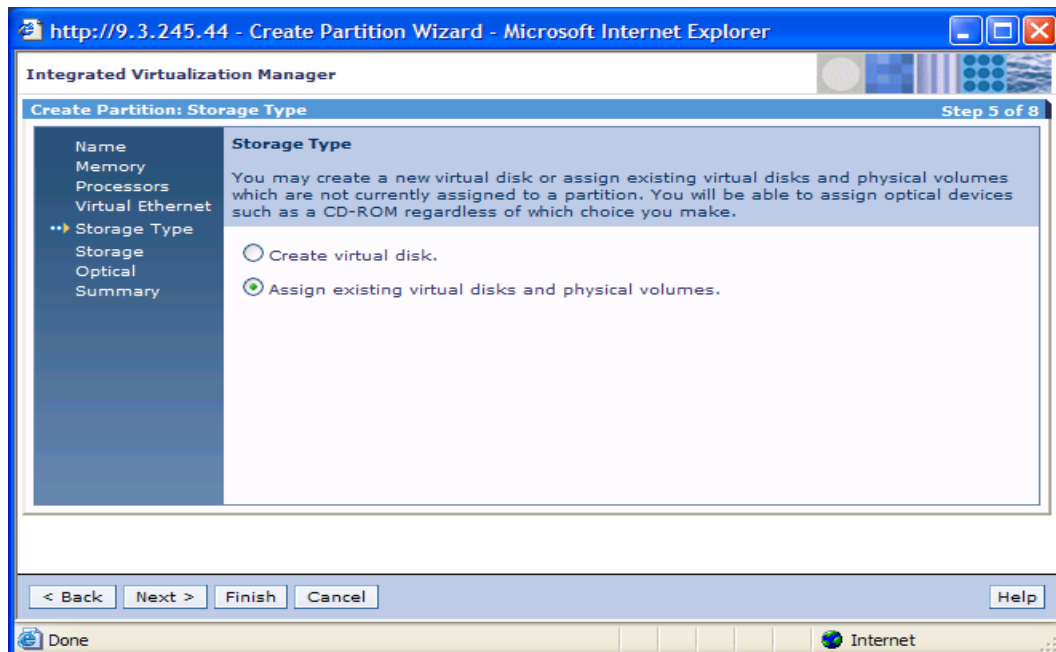 http://9.3.245.44 - Create Partition Wizard - Microsoft Internet Explorer
Integrated Virtualization Manager
Create Partition: Storage Type
Step 5 of 8
Name
Memory
Processors
Virtual Ethernet
Storage Type
Storage
Optical
Summary
Storage Type
You may create a new virtual disk or assign existing virtual disks and physical volumes
which are not currently assigned to a partition. You will be able to assign optical devices
such as a CD-ROM regardless of which choice you make.
Create virtual disk.
Assign existing virtual disks and physical volumes.
< Back
Next >
Finish
Cancel
Help
Done
Internet